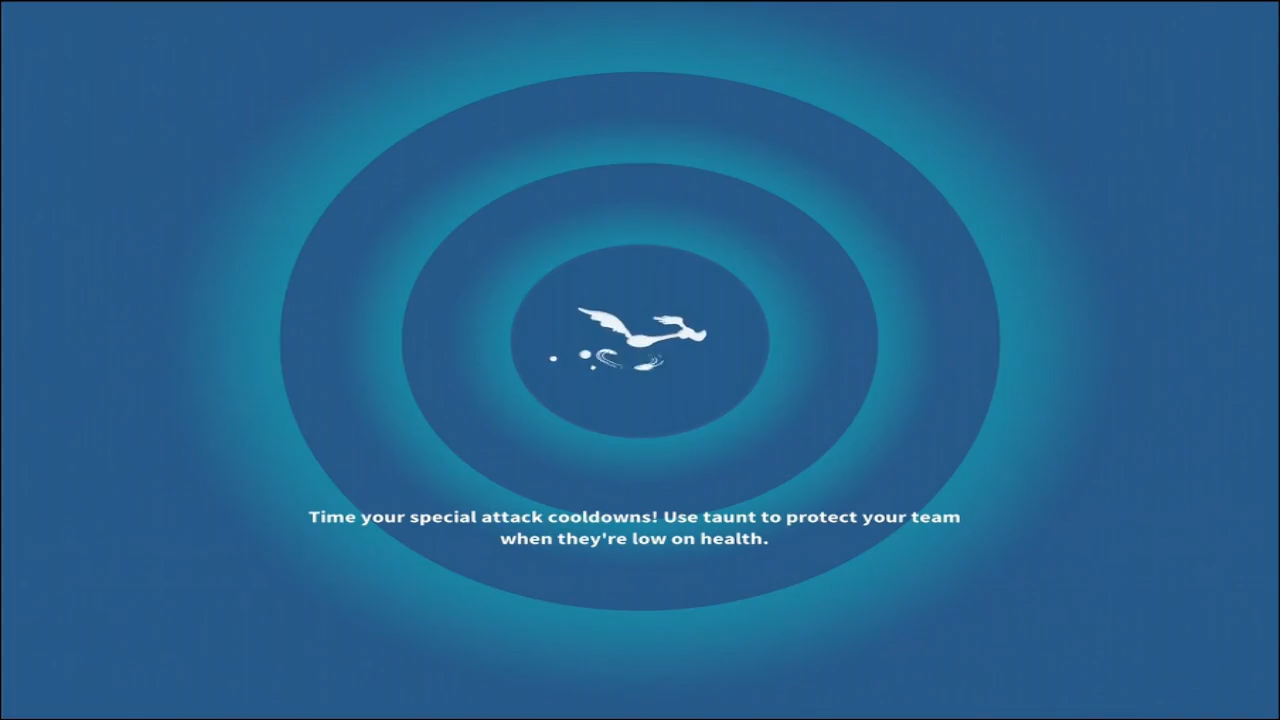 Time your special attack cooldowns! Use taunt to protect your team
when they're low on health.